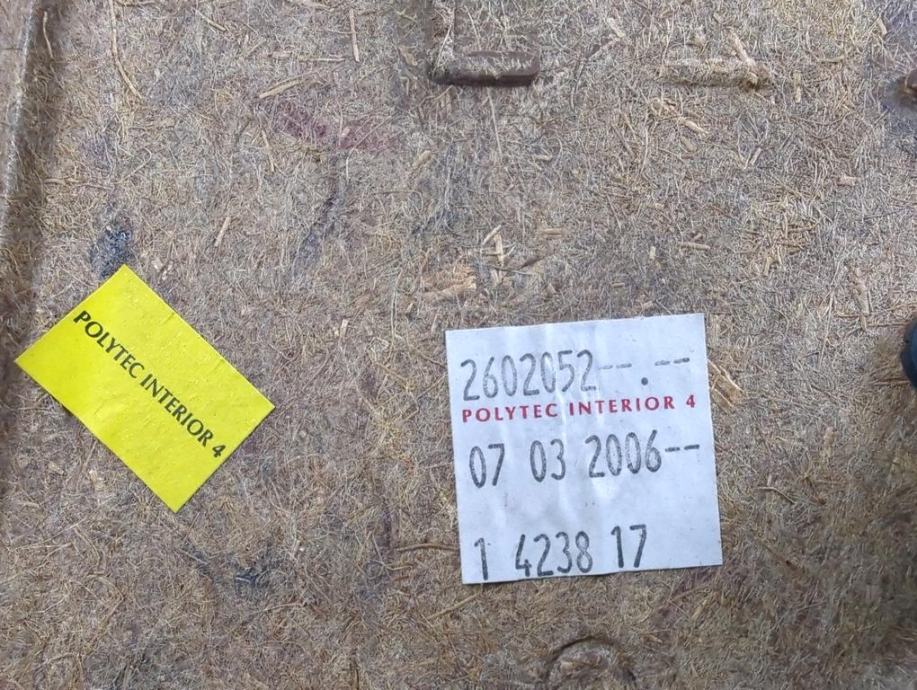 POLYTEC INTERIOR 4
2602052--.--
POLYTEC INTERIOR 4
07 03 2006--
1 4238 17